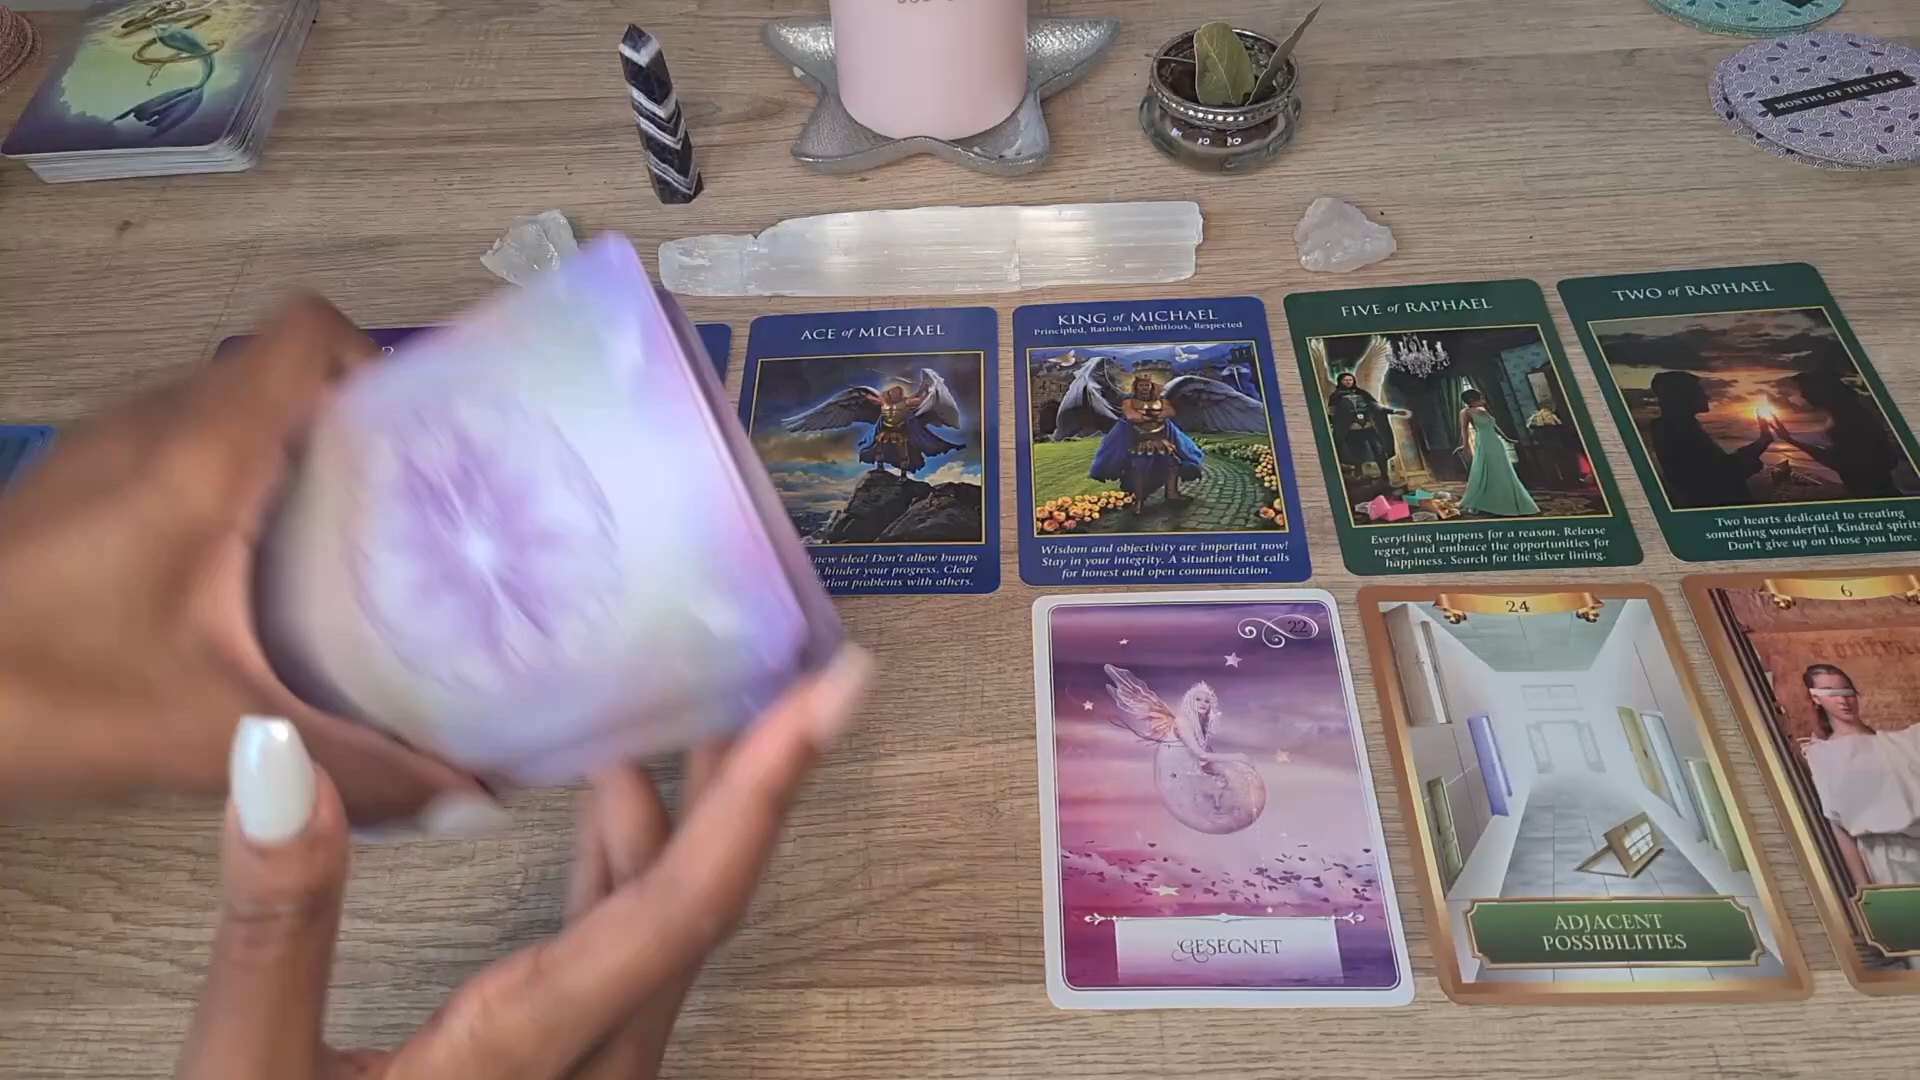 MONTHS OF THE YEAR
ACE of MICHAEL
new idea! Don't allow bumps
hinder your progress. Clear
problems with others.
KING of MICHAEL
Principled, Rational, Ambitious, Respected
Wisdom and objectivity are important now!
Stay in your integrity. A situation that calls
for honest and open communication.
FIVE of RAPHAEL
Everything happens for a reason. Release
regret, and embrace the opportunities for
happiness. Search for the silver lining.
TWO of RAPHAEL
Two hearts dedicated to creating
something wonderful. Kindred spirits
Don't give up on those you love.
22
GESEGNET
24
ADJACENT
POSSIBILITIES
6